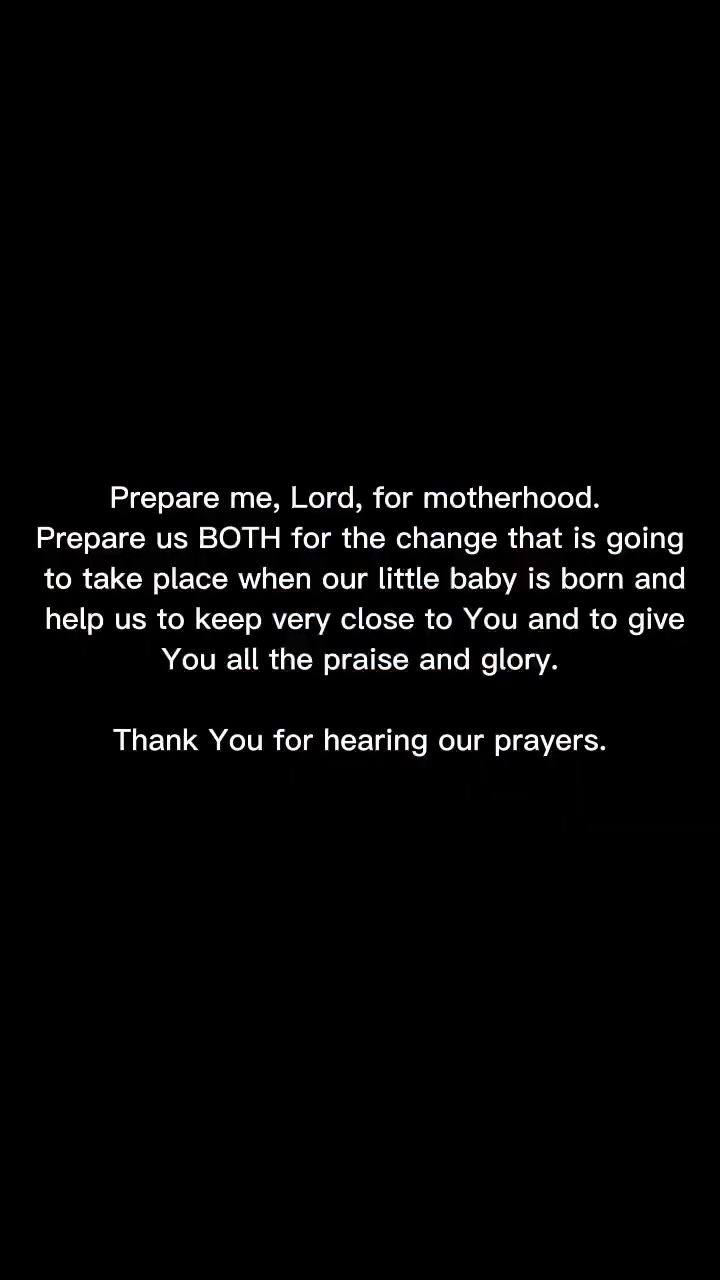 Prepare me, Lord, for motherhood.
Prepare us BOTH for the change that is going
to take place when our little baby is born and
help us to keep very close to You and to give
You all the praise and glory.
Thank You for hearing our prayers.